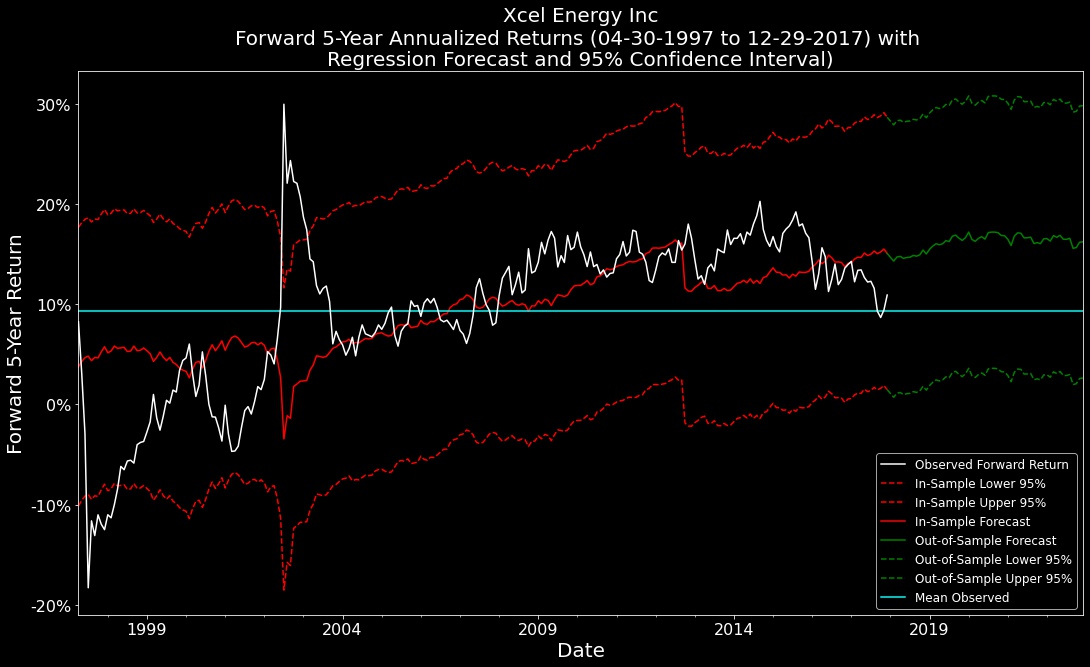 Xcel Energy Inc
Forward 5-Year Annualized Returns (04-30-1997 to 12-29-2017) with
Regression Forecast and 95% Confidence Interval)
Forward 5-Year Return
30%
20%
10%
0%
-10%
-20%
Observed Forward Return
In-Sample Lower 95%
In-Sample Upper 95%
In-Sample Forecast
Out-of-Sample Forecast
Out-of-Sample Lower 95%
Out-of-Sample Upper 95%
Mean Observed
1999 2004 2009 2014 2019
Date